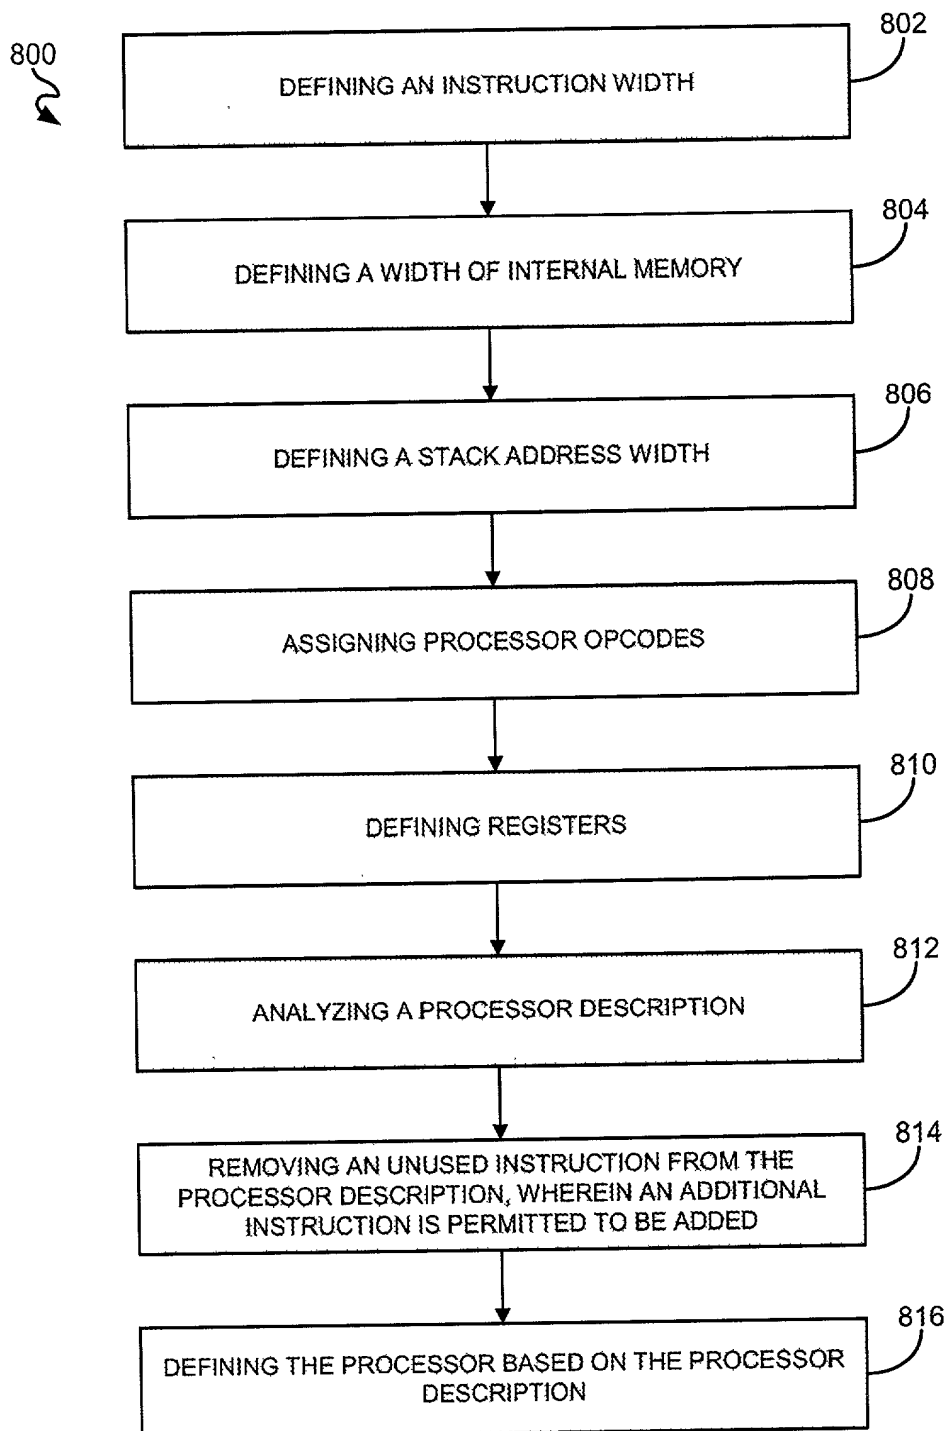 800
802
DEFINING AN INSTRUCTION WIDTH
804
DEFINING A WIDTH OF INTERNAL MEMORY
806
DEFINING A STACK ADDRESS WIDTH
808
ASSIGNING PROCESSOR OPCODES
810
DEFINING REGISTERS
812
ANALYZING A PROCESSOR DESCRIPTION
814
REMOVING AN UNUSED INSTRUCTION FROM THE
PROCESSOR DESCRIPTION, WHEREIN AN ADDITIONAL
INSTRUCTION IS PERMITTED TO BE ADDED
816
DEFINING THE PROCESSOR BASED ON THE PROCESSOR
DESCRIPTION